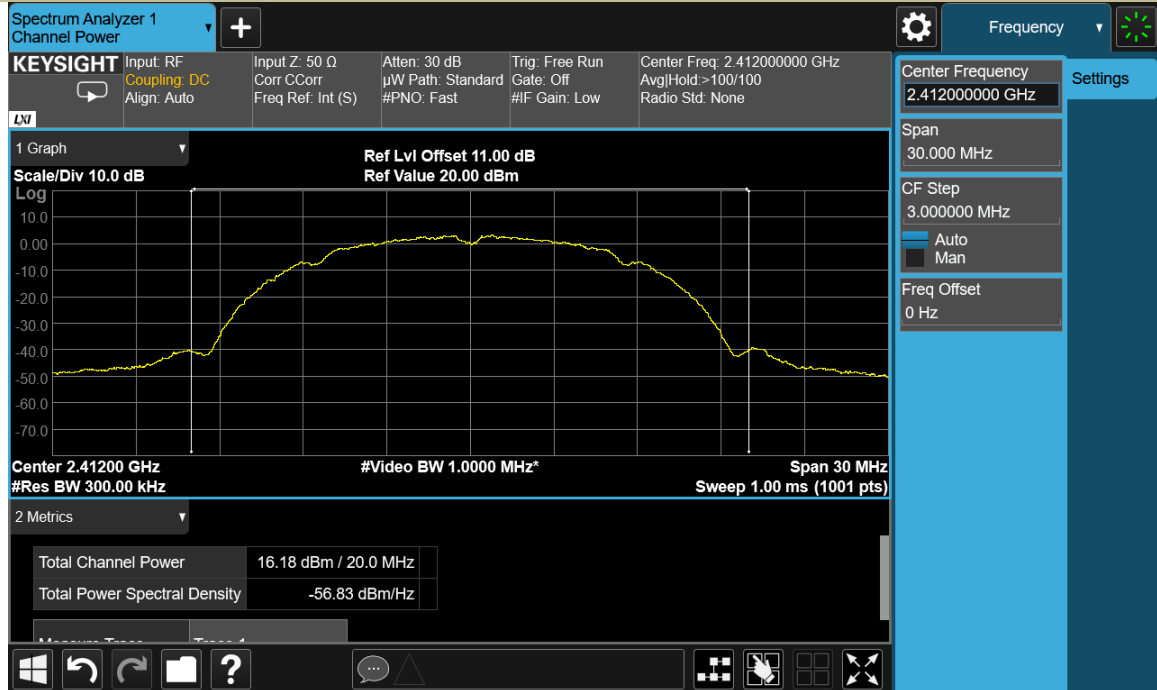 Spectrum Analyzer 1
Channel Power
Frequency
KEYSIGHT
LXI
Input: RF
Coupling: DC
Align: Auto
Input Z: 50 Ω
Corr CCorr
Freq Ref: Int (S)
Atten: 30 dB
µW Path: Standard
#PNO: Fast
Trig: Free Run
Gate: Off
#IF Gain: Low
Center Freq: 2.412000000 GHz
Avg|Hold:>100/100
Radio Std: None
Center Frequency
2.412000000 GHz
Settings
Span
30.000 MHz
CF Step
3.000000 MHz
Auto
Man
Freq Offset
0 Hz
1 Graph
Scale/Div 10.0 dB
Ref Lvl Offset 11.00 dB
Ref Value 20.00 dBm
Log
10.0
0.00
-10.0
-20.0
-30.0
-40.0
-50.0
-60.0
-70.0
Center 2.41200 GHz
#Video BW 1.0000 MHz*
Span 30 MHz
#Res BW 300.00 kHz
Sweep 1.00 ms (1001 pts)
2 Metrics
Total Channel Power 16.18 dBm / 20.0 MHz
Total Power Spectral Density -56.83 dBm/Hz